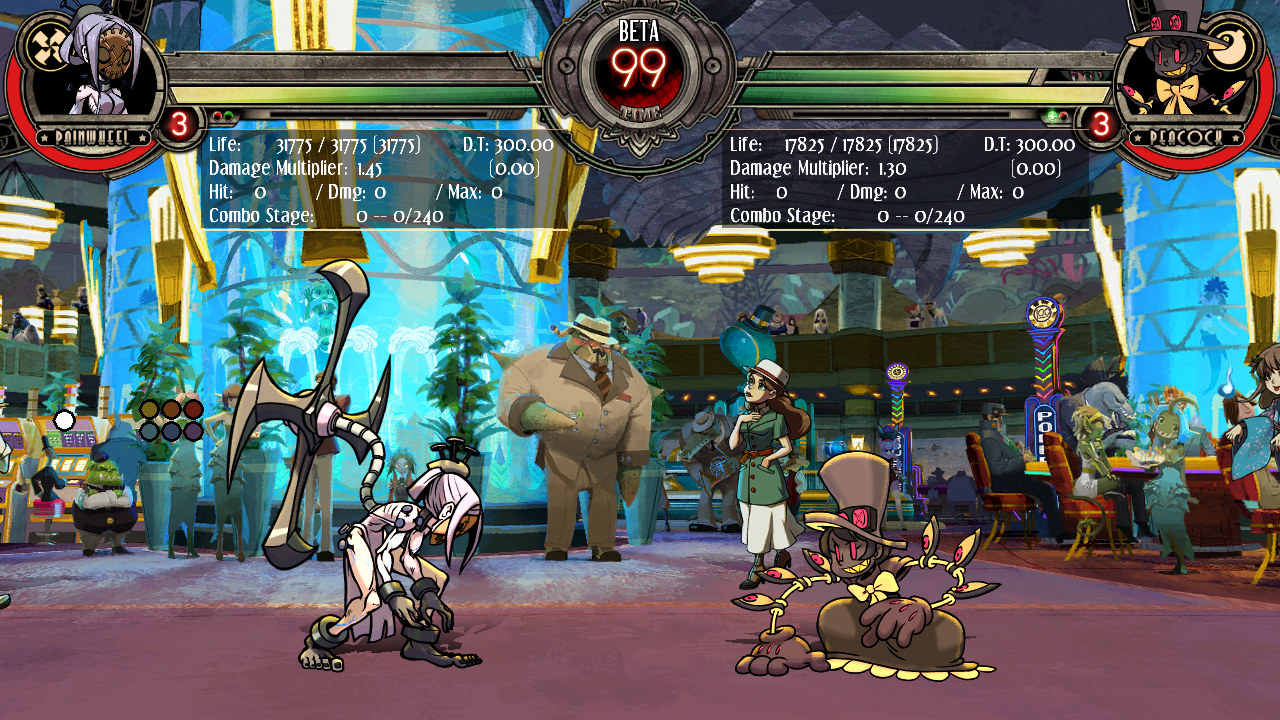 BETA
99
TIME
PAINWHEEL
3
3
PEACOCK
Life: 31775 / 31775 (31775) D.T: 300.00
Damage Multiplier: 1.45 (0.00)
Hit: 0 / Dmg: 0 / Max: 0
Combo Stage: 0 -- 0/240
Life: 17825 / 17825 (17825) D.T: 300.00
Damage Multiplier: 1.30 (0.00)
Hit: 0 / Dmg: 0 / Max: 0
Combo Stage: 0 -- 0/240